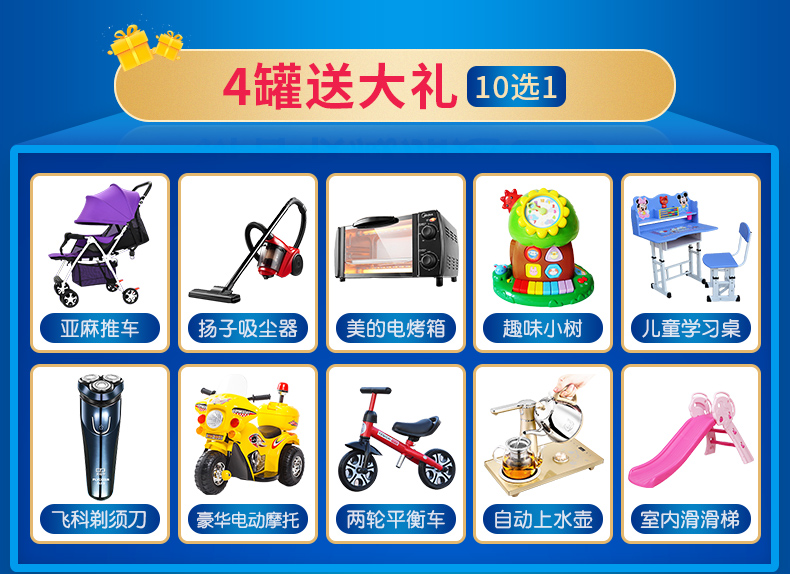 4罐送大礼 10选1
亚麻推车
扬子吸尘器
美的电烤箱
趣味小树
儿童学习桌
飞科剃须刀
豪华电动摩托
两轮平衡车
自动上水壶
室内滑滑梯